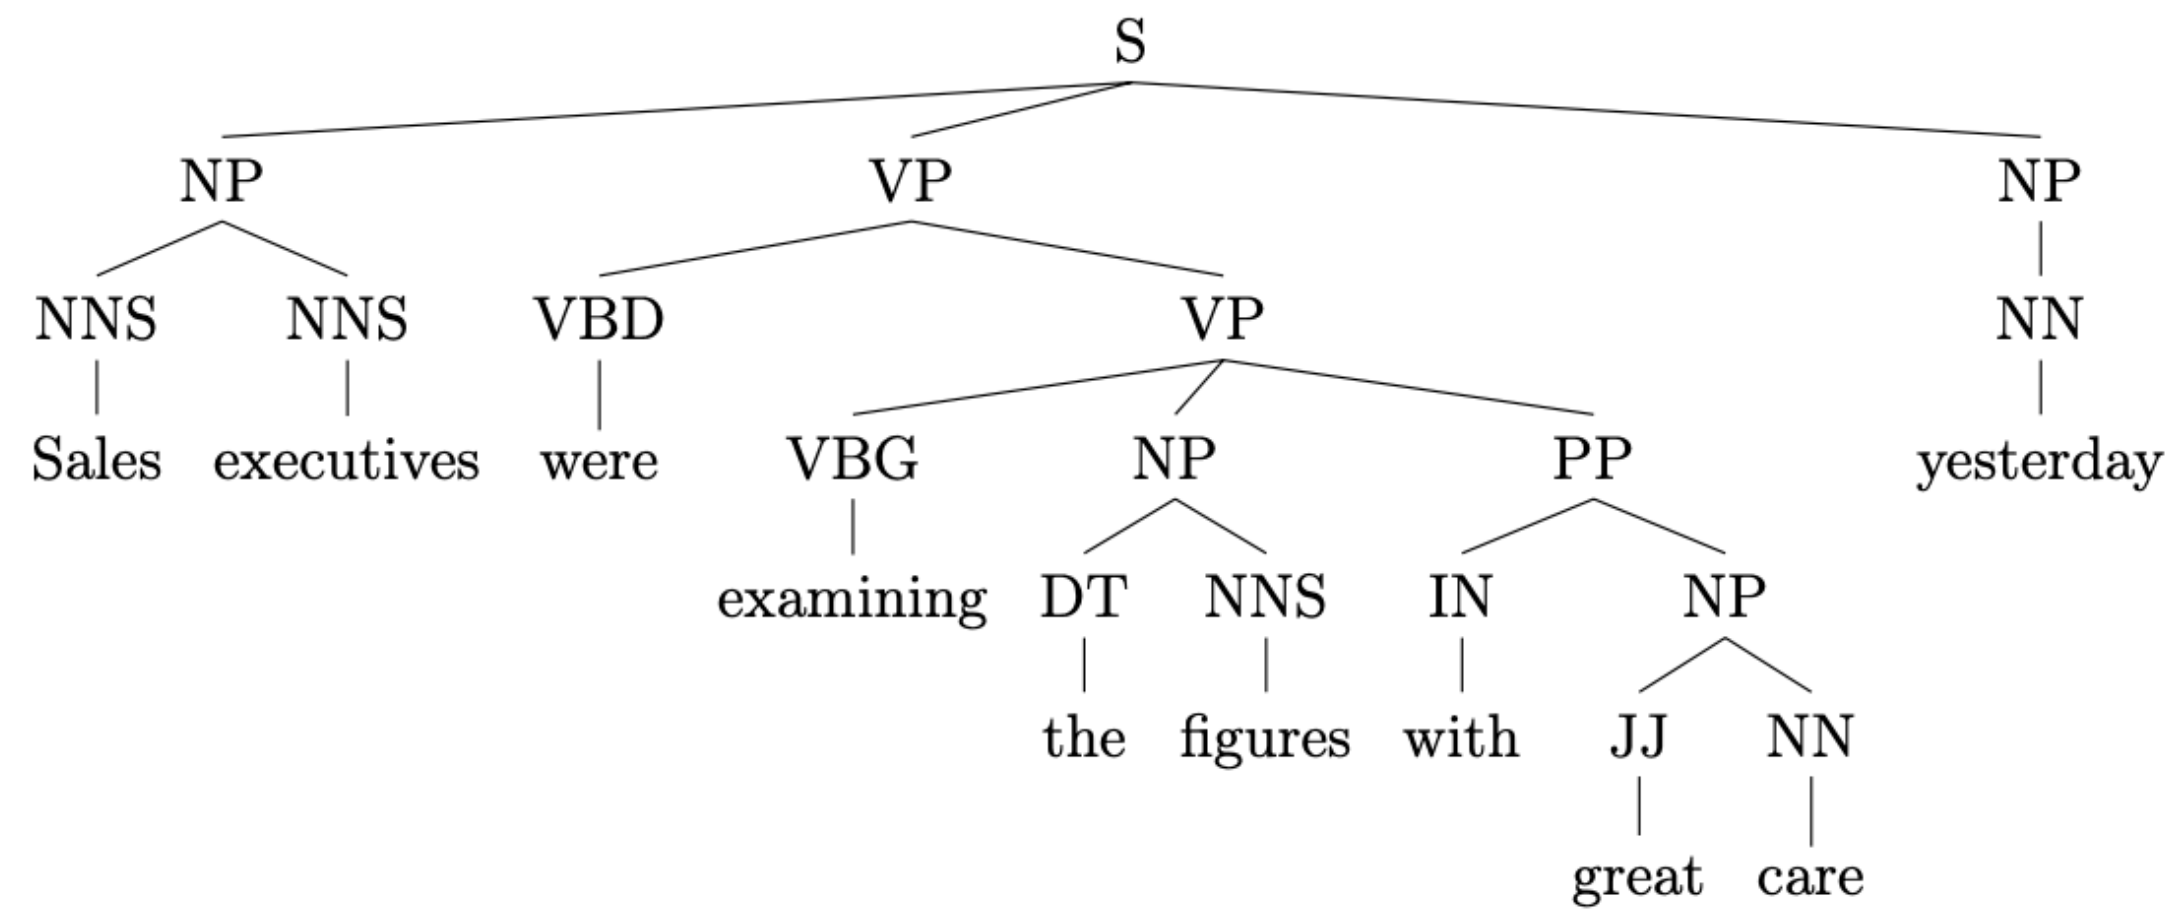 S
NP VP NP
NNS NNS VBD VP NN
Sales executives were VBG NP PP yesterday
examining DT NNS IN NP
the figures with JJ NN
great care